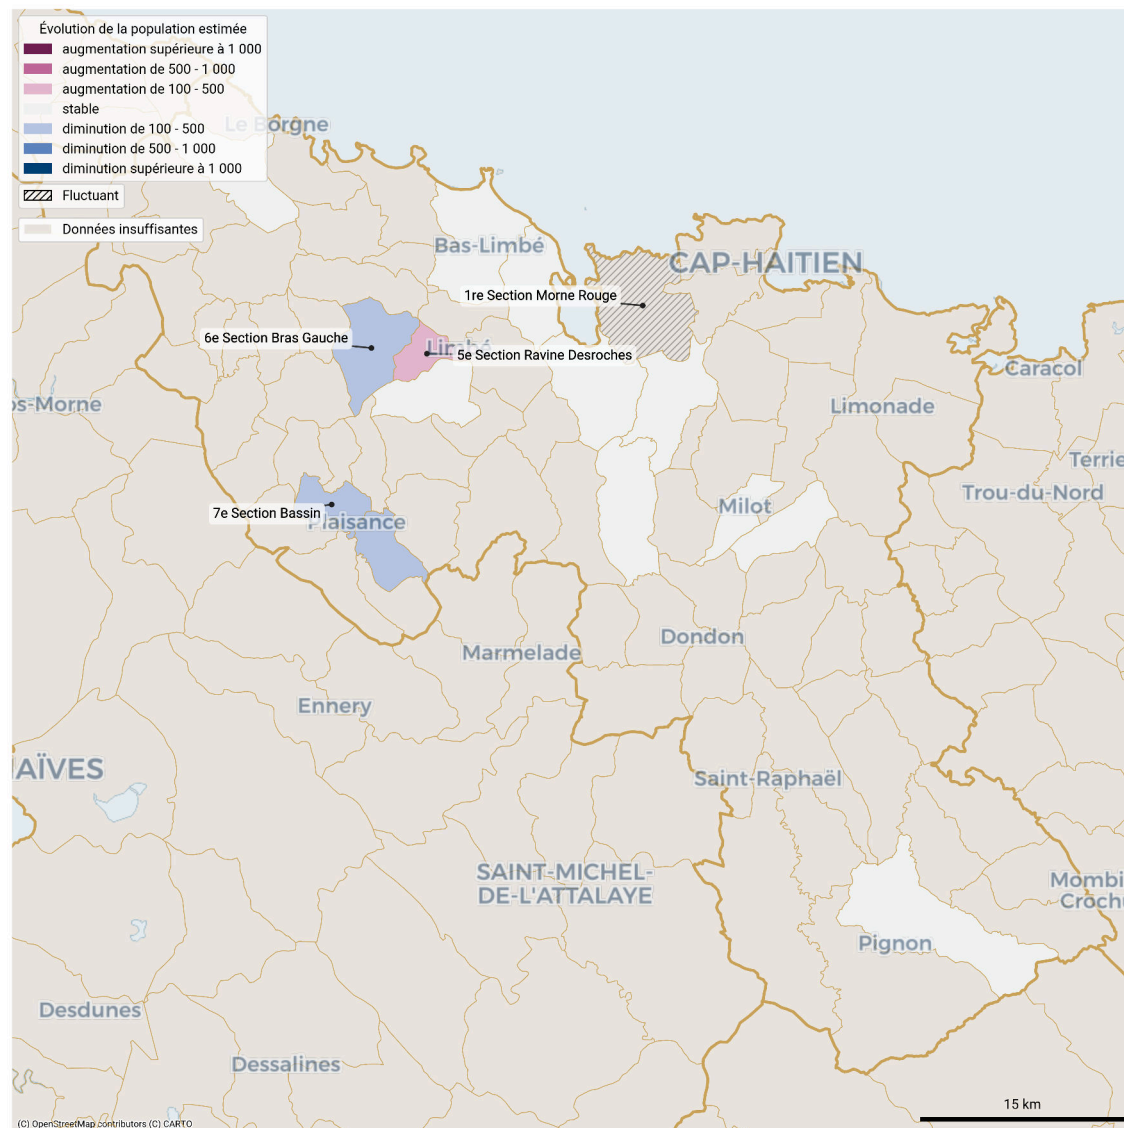 Évolution de la population estimée
augmentation supérieure à 1 000
augmentation de 500 - 1 000
augmentation de 100 - 500
stable
diminution de 100 - 500
diminution de 500 - 1 000
diminution supérieure à 1 000
Fluctuant
Données insuffisantes
Le Borgne
Bas-Limbé
CAP-HAITIEN
1re Section Morne Rouge
6e Section Bras Gauche
Limbé
5e Section Ravine Desroches
Caracol
os-Morne
Limonade
Terrie
Trou-du-Nord
Milot
7e Section Bassin
Plaisance
Dondon
Marmelade
Ennery
AÏVES
Saint-Raphaël
SAINT-MICHEL-
DE-L'ATTALAYE
Mombi
Crochu
Pignon
Desdunes
Dessalines
15 km
(C) OpenStreetMap contributors (C) CARTO